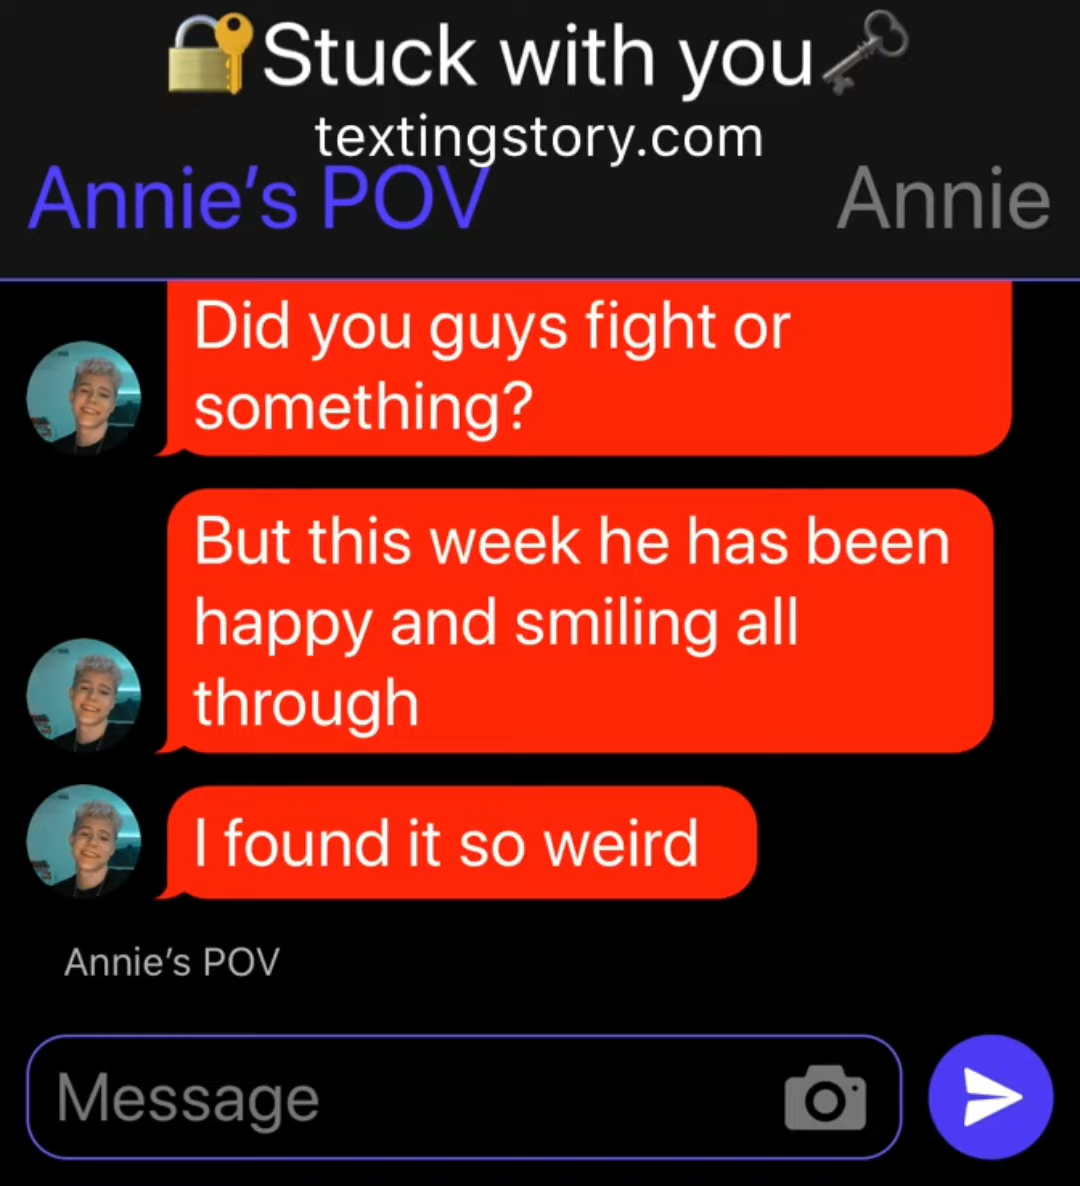 🔐Stuck with you🗝
textingstory.com
Annie’s POV
Annie
Did you guys fight or
something?
But this week he has been
happy and smiling all
through
I found it so weird
Annie’s POV
Message